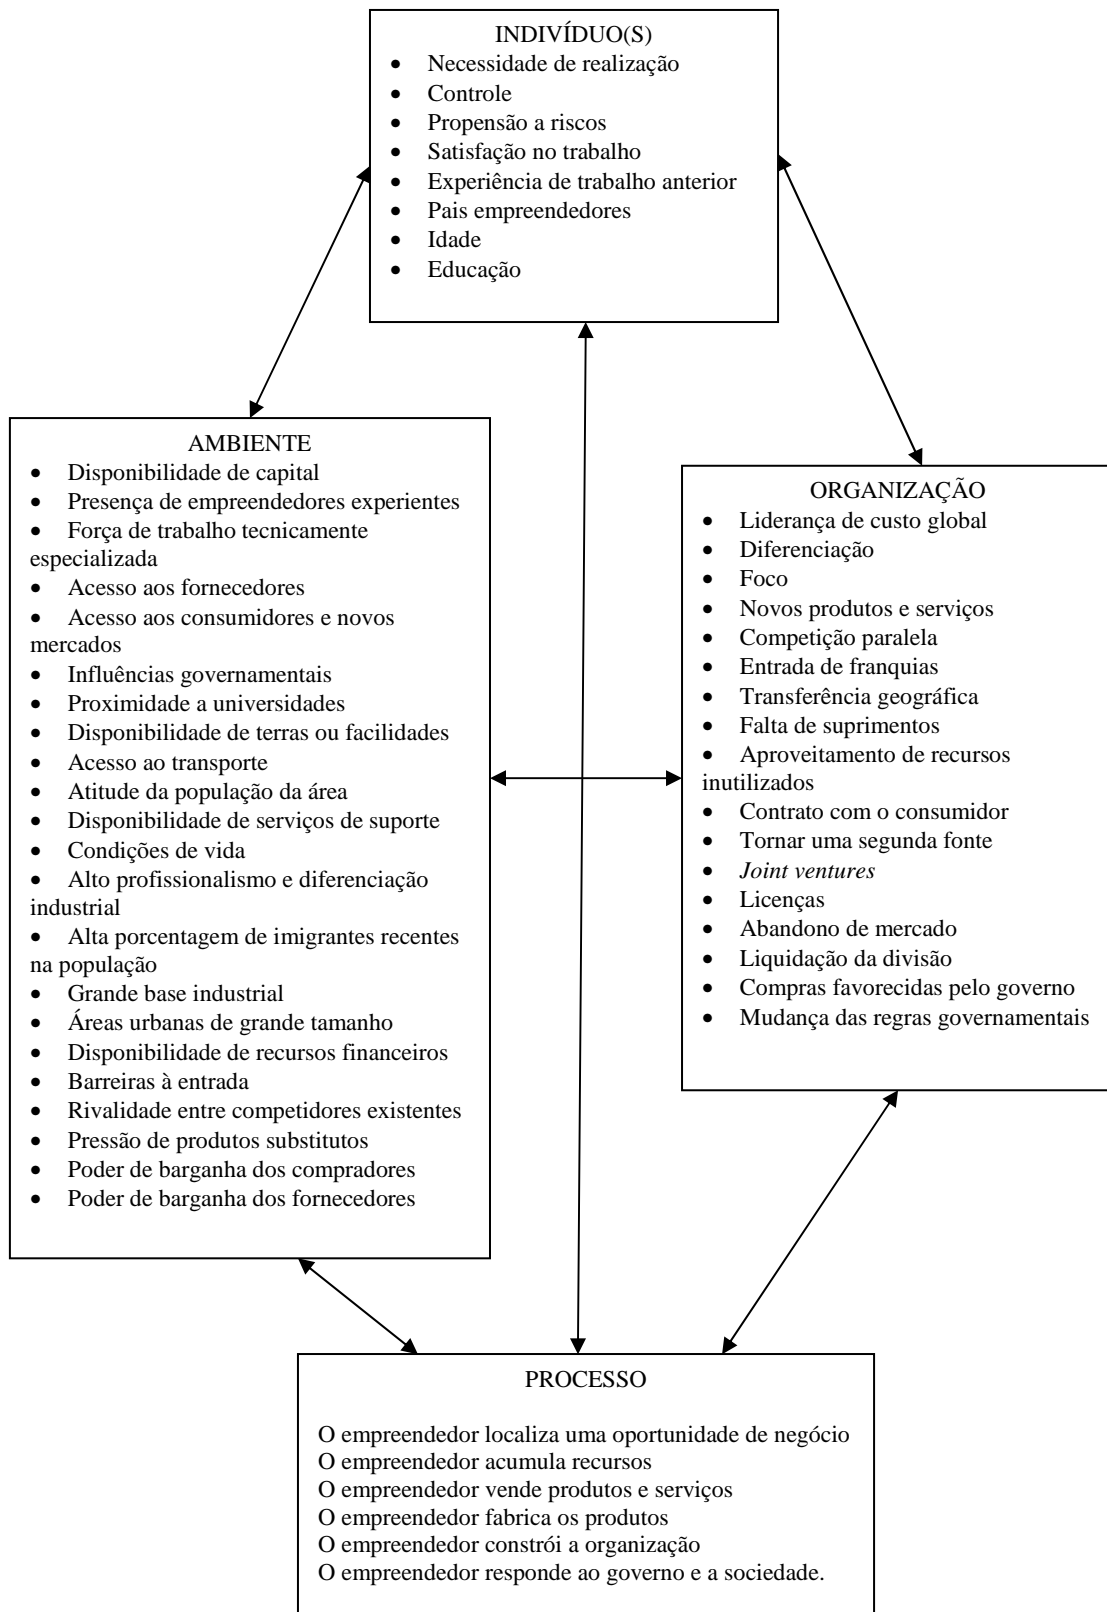 INDIVÍDUO(S)
• Necessidade de realização
• Controle
• Propensão a riscos
• Satisfação no trabalho
• Experiência de trabalho anterior
• Pais empreendedores
• Idade
• Educação
AMBIENTE
• Disponibilidade de capital
• Presença de empreendedores experientes
• Força de trabalho tecnicamente
especializada
• Acesso aos fornecedores
• Acesso aos consumidores e novos
mercados
• Influências governamentais
• Proximidade a universidades
• Disponibilidade de terras ou facilidades
• Acesso ao transporte
• Atitude da população da área
• Disponibilidade de serviços de suporte
• Condições de vida
• Alto profissionalismo e diferenciação
industrial
• Alta porcentagem de imigrantes recentes
na população
• Grande base industrial
• Áreas urbanas de grande tamanho
• Disponibilidade de recursos financeiros
• Barreiras à entrada
• Rivalidade entre competidores existentes
• Pressão de produtos substitutos
• Poder de barganha dos compradores
• Poder de barganha dos fornecedores
ORGANIZAÇÃO
• Liderança de custo global
• Diferenciação
• Foco
• Novos produtos e serviços
• Competição paralela
• Entrada de franquias
• Transferência geográfica
• Falta de suprimentos
• Aproveitamento de recursos
inutilizados
• Contrato com o consumidor
• Tornar uma segunda fonte
• Joint ventures
• Licenças
• Abandono de mercado
• Liquidação da divisão
• Compras favorecidas pelo governo
• Mudança das regras governamentais
PROCESSO
O empreendedor localiza uma oportunidade de negócio
O empreendedor acumula recursos
O empreendedor vende produtos e serviços
O empreendedor fabrica os produtos
O empreendedor constrói a organização
O empreendedor responde ao governo e a sociedade.